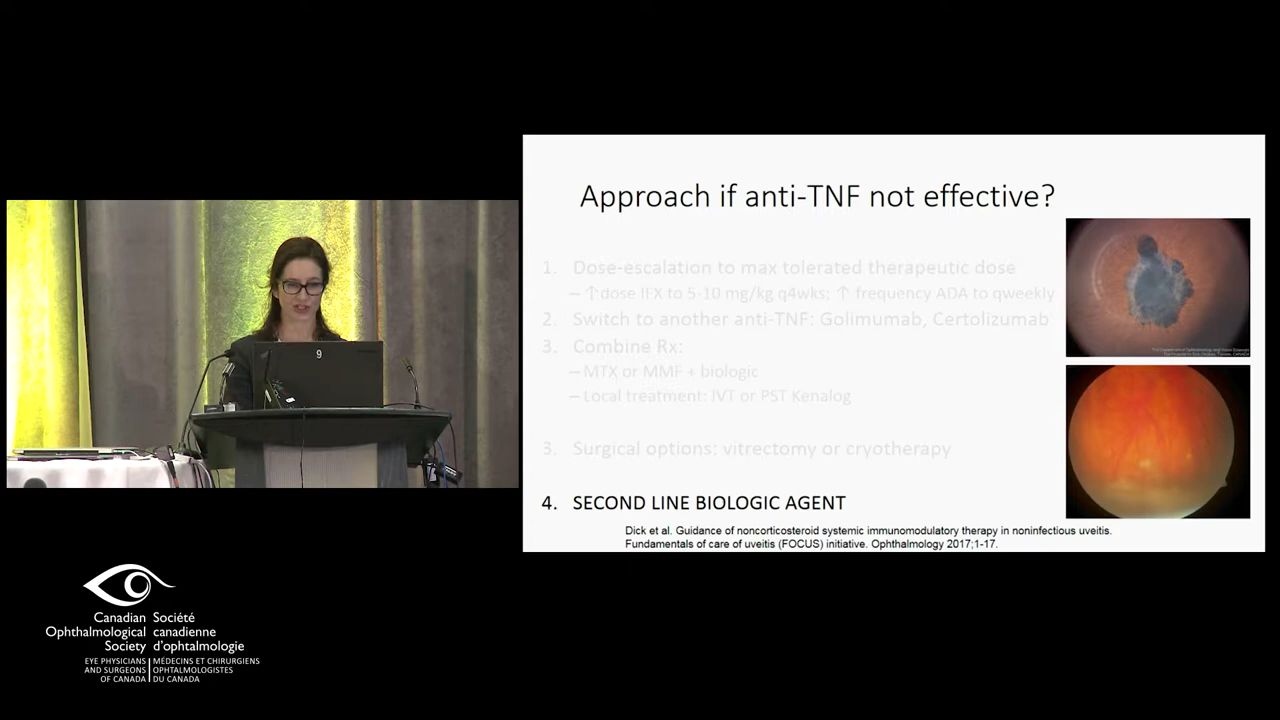 Approach if anti-TNF not effective?
1. Dose-escalation to max tolerated therapeutic dose
– ↑dose IFX to 5-10 mg/kg q4wks; ↑ frequency ADA to qweekly
2. Switch to another anti-TNF: Golimumab, Certolizumab
3. Combine Rx:
– MTX or MMF + biologic
– Local treatment: IVT or PST Kenalog
3. Surgical options: vitrectomy or cryotherapy
4. SECOND LINE BIOLOGIC AGENT
Dick et al. Guidance of noncorticosteroid systemic immunomodulatory therapy in noninfectious uveitis.
Fundamentals of care of uveitis (FOCUS) initiative. Ophthalmology 2017;1-17.
9
Canadian
Ophthalmological
Society
EYE PHYSICIANS
AND SURGEONS
OF CANADA
Société
canadienne
d'ophtalmologie
MÉDECINS ET CHIRURGIENS
OPHTALMOLOGISTES
DU CANADA